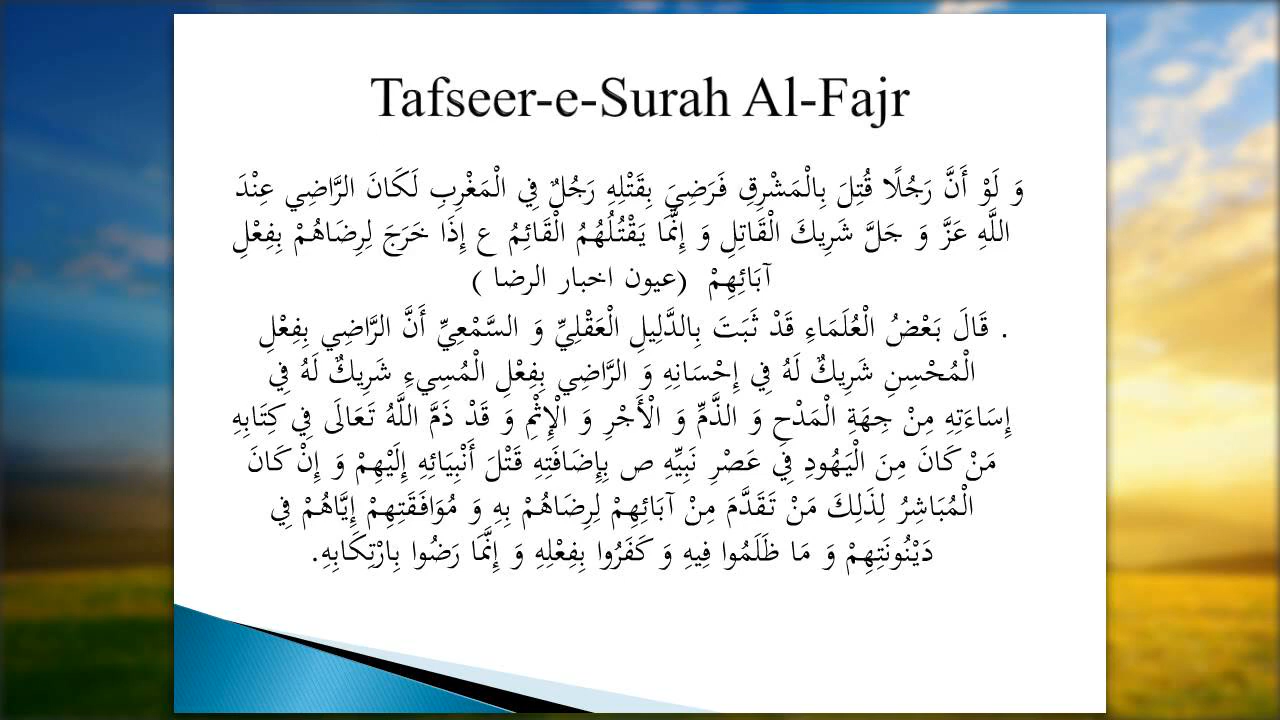 Tafseer-e-Surah Al-Fajr
وَ لَوْ أَنَّ رَجُلًا قُتِلَ بِالْمَشْرِقِ فَرَضِيَ بِقَتْلِهِ رَجُلٌ فِي الْمَغْرِبِ لَكَانَ الرَّاضِي عِنْدَ
اللَّهِ عَزَّ وَ جَلَّ شَرِيكَ الْقَاتِلِ وَ إِنَّمَا يَقْتُلُهُمُ الْقَائِمُ ع إِذَا خَرَجَ لِرِضَاهُمْ بِفِعْلِ
آبَائِهِمْ (عيون اخبار الرضا )
. قَالَ بَعْضُ الْعُلَمَاءِ قَدْ ثَبَتَ بِالدَّلِيلِ الْعَقْلِيِّ وَ السَّمْعِيِّ أَنَّ الرَّاضِي بِفِعْلِ
الْمُحْسِنِ شَرِيكٌ لَهُ فِي إِحْسَانِهِ وَ الرَّاضِي بِفِعْلِ الْمُسِيءِ شَرِيكٌ لَهُ فِي
إِسَاءَتِهِ مِنْ جِهَةِ الْمَدْحِ وَ الذَّمِّ وَ الْأَجْرِ وَ الْإِثْمِ وَ قَدْ ذَمَّ اللَّهُ تَعَالَى فِي كِتَابِهِ
مَنْ كَانَ مِنَ الْيَهُودِ فِي عَصْرِ نَبِيِّهِ ص بِإِضَافَتِهِ قَتْلَ أَنْبِيَائِهِ إِلَيْهِمْ وَ إِنْ كَانَ
الْمُبَاشِرُ لِذَلِكَ مَنْ تَقَدَّمَ مِنْ آبَائِهِمْ لِرِضَاهُمْ بِهِ وَ مُوَافَقَتِهِمْ إِيَّاهُمْ فِي
دَيْنُونَتِهِمْ وَ مَا ظَلَمُوا فِيهِ وَ كَفَرُوا بِفِعْلِهِ وَ إِنَّمَا رَضُوا بِارْتِكَابِهِ.